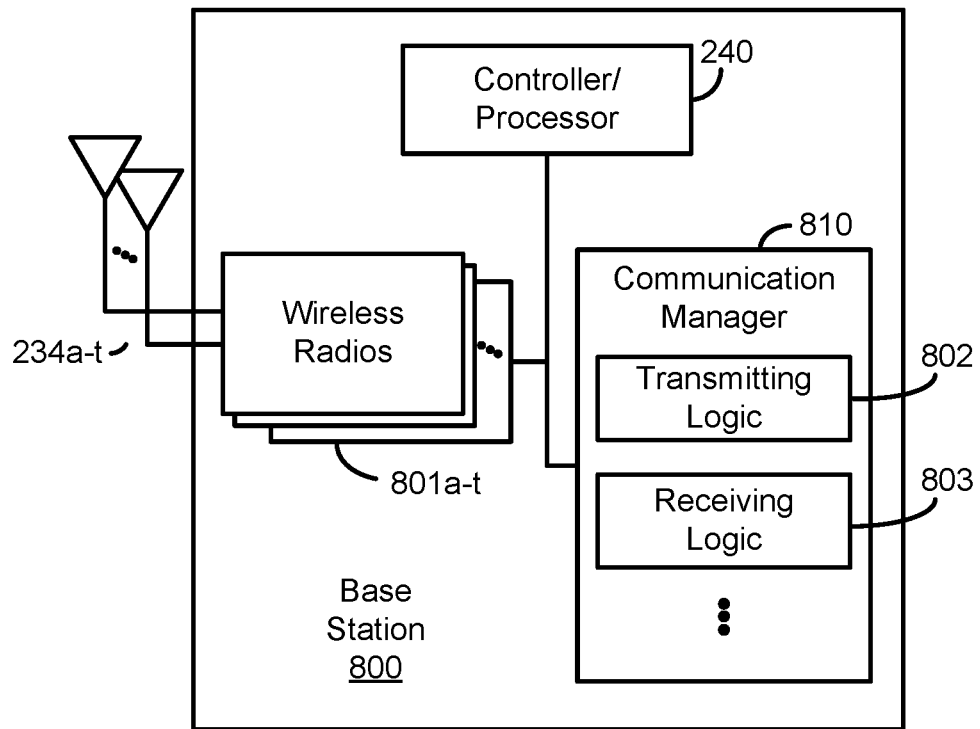 240
Controller/
Processor
810
Communication
Manager
Wireless
Radios
234a-t
802
Transmitting
Logic
801a-t
803
Receiving
Logic
Base
Station
800